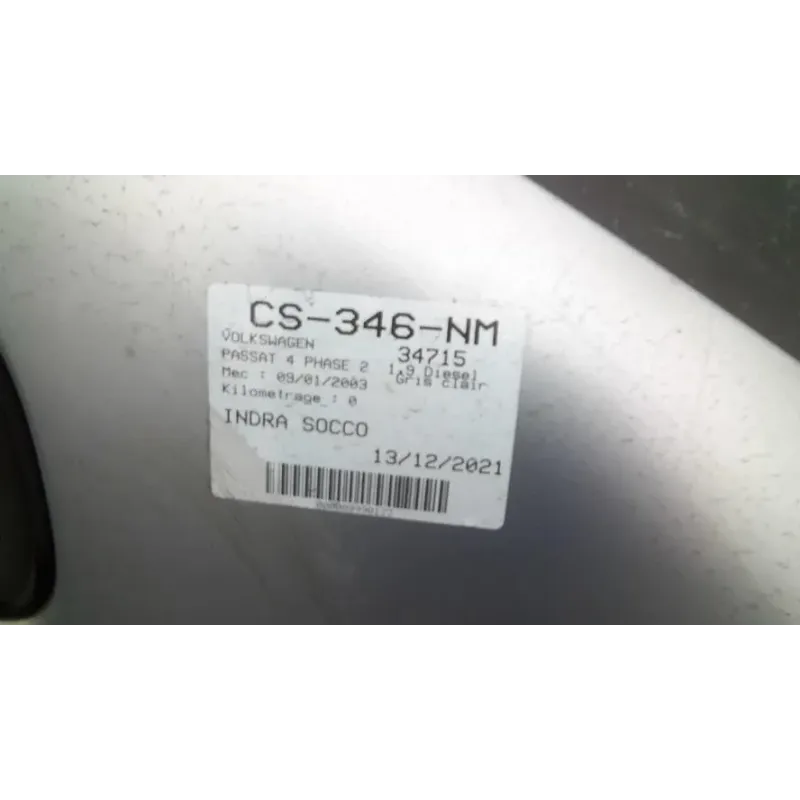 CS-346-NM
VOLKSWAGEN 34715
PASSAT 4 PHASE 2 1.9 Diesel
Mec : 09/01/2003 Gris clair
Kilometrage : 0
INDRA SOCCO
13/12/2021